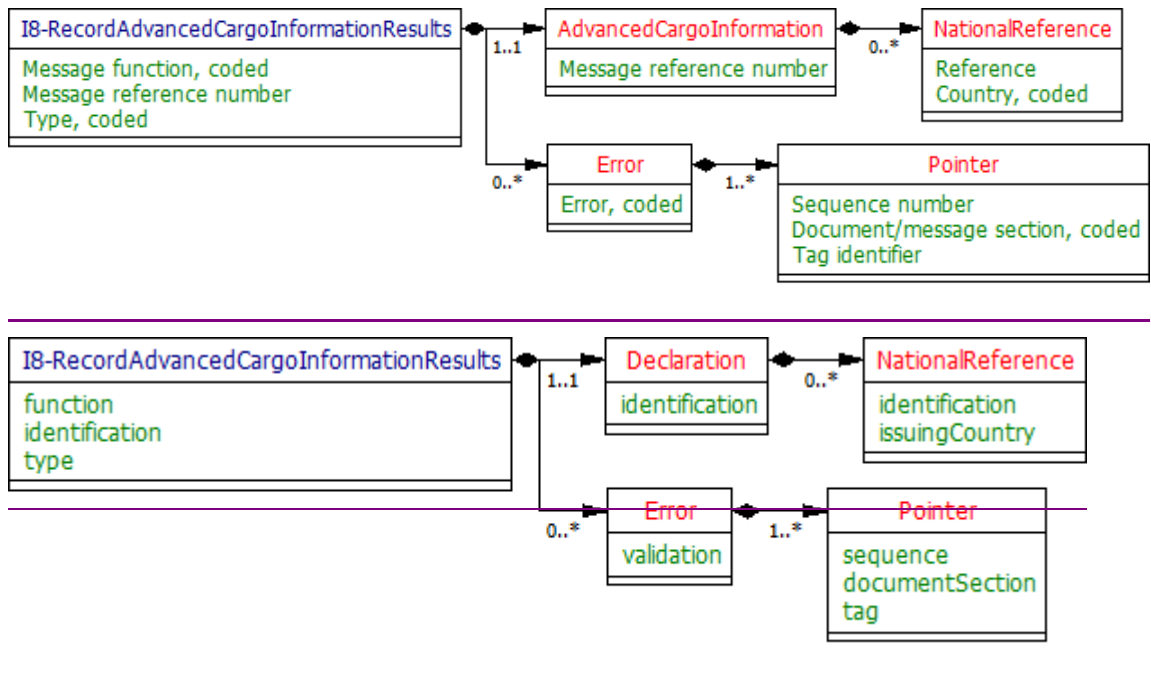 I8-RecordAdvancedCargoInformationResults
Message function, coded
Message reference number
Type, coded
1..1
AdvancedCargoInformation
Message reference number
0..*
NationalReference
Reference
Country, coded
0..*
Error
Error, coded
1..*
Pointer
Sequence number
Document/message section, coded
Tag identifier
I8-RecordAdvancedCargoInformationResults
function
identification
type
1..1
Declaration
identification
0..*
NationalReference
identification
issuingCountry
0..*
Error
validation
1..*
Pointer
sequence
documentSection
tag